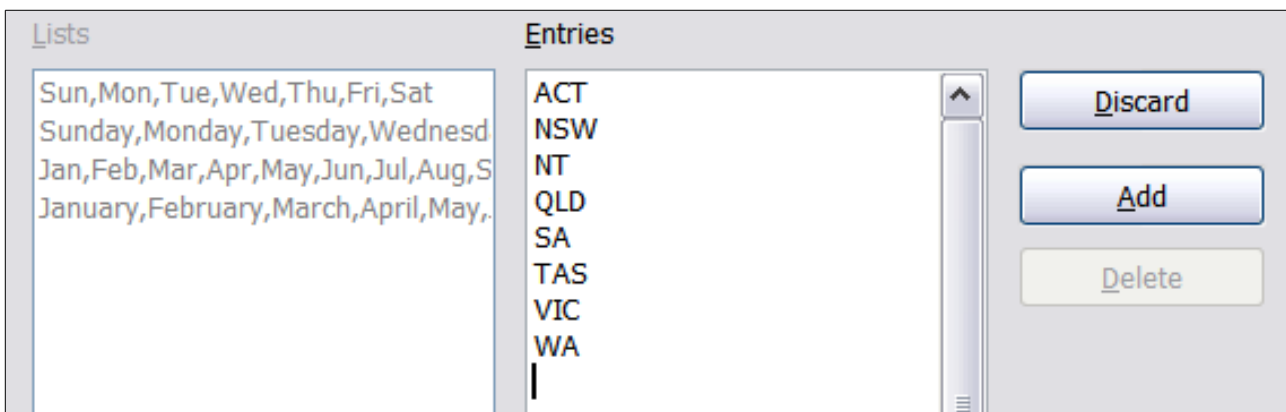 Lists
Sun,Mon,Tue,Wed,Thu,Fri,Sat
Sunday,Monday,Tuesday,Wednesd
Jan,Feb,Mar,Apr,May,Jun,Jul,Aug,S
January,February,March,April,May,.
Entries
ACT
NSW
NT
QLD
SA
TAS
VIC
WA
Discard
Add
Delete